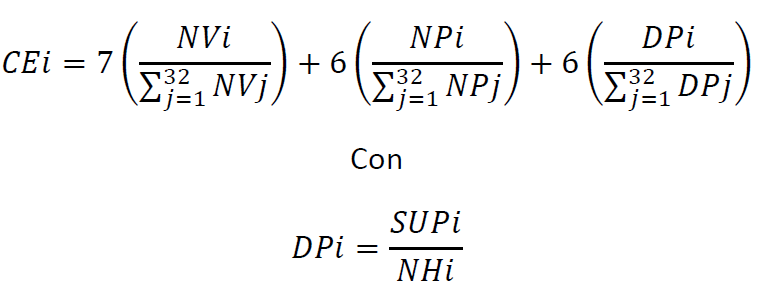 CEi = 7 (NVi / ∑_{j=1}^{32} NVj) + 6 (NPi / ∑_{j=1}^{32} NPj) + 6 (DPi / ∑_{j=1}^{32} DPj)
Con
DPi = SUPi / NHi